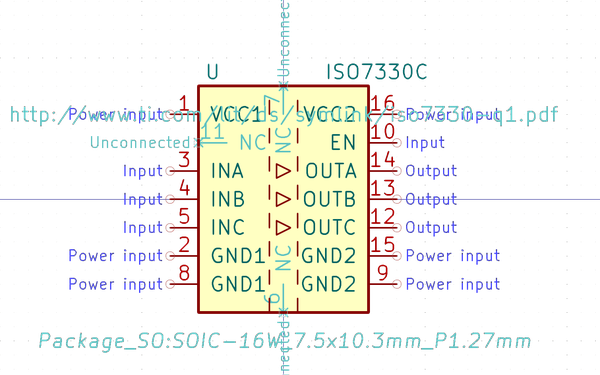 Unconnec
U ISO7330C
Power input 1 VCC1 7 VCC2 16 Power input
http://www.ti.com/lit/ds/symlink/iso7330-q1.pdf
Unconnected 11 NC NC EN 10 Input
Input 3 INA OUTA 14 Output
Input 4 INB OUTB 13 Output
Input 5 INC OUTC 12 Output
Power input 2 GND1 NC GND2 15 Power input
Power input 8 GND1 6 GND2 9 Power input
nected
Package_SO:SOIC-16W_7.5x10.3mm_P1.27mm